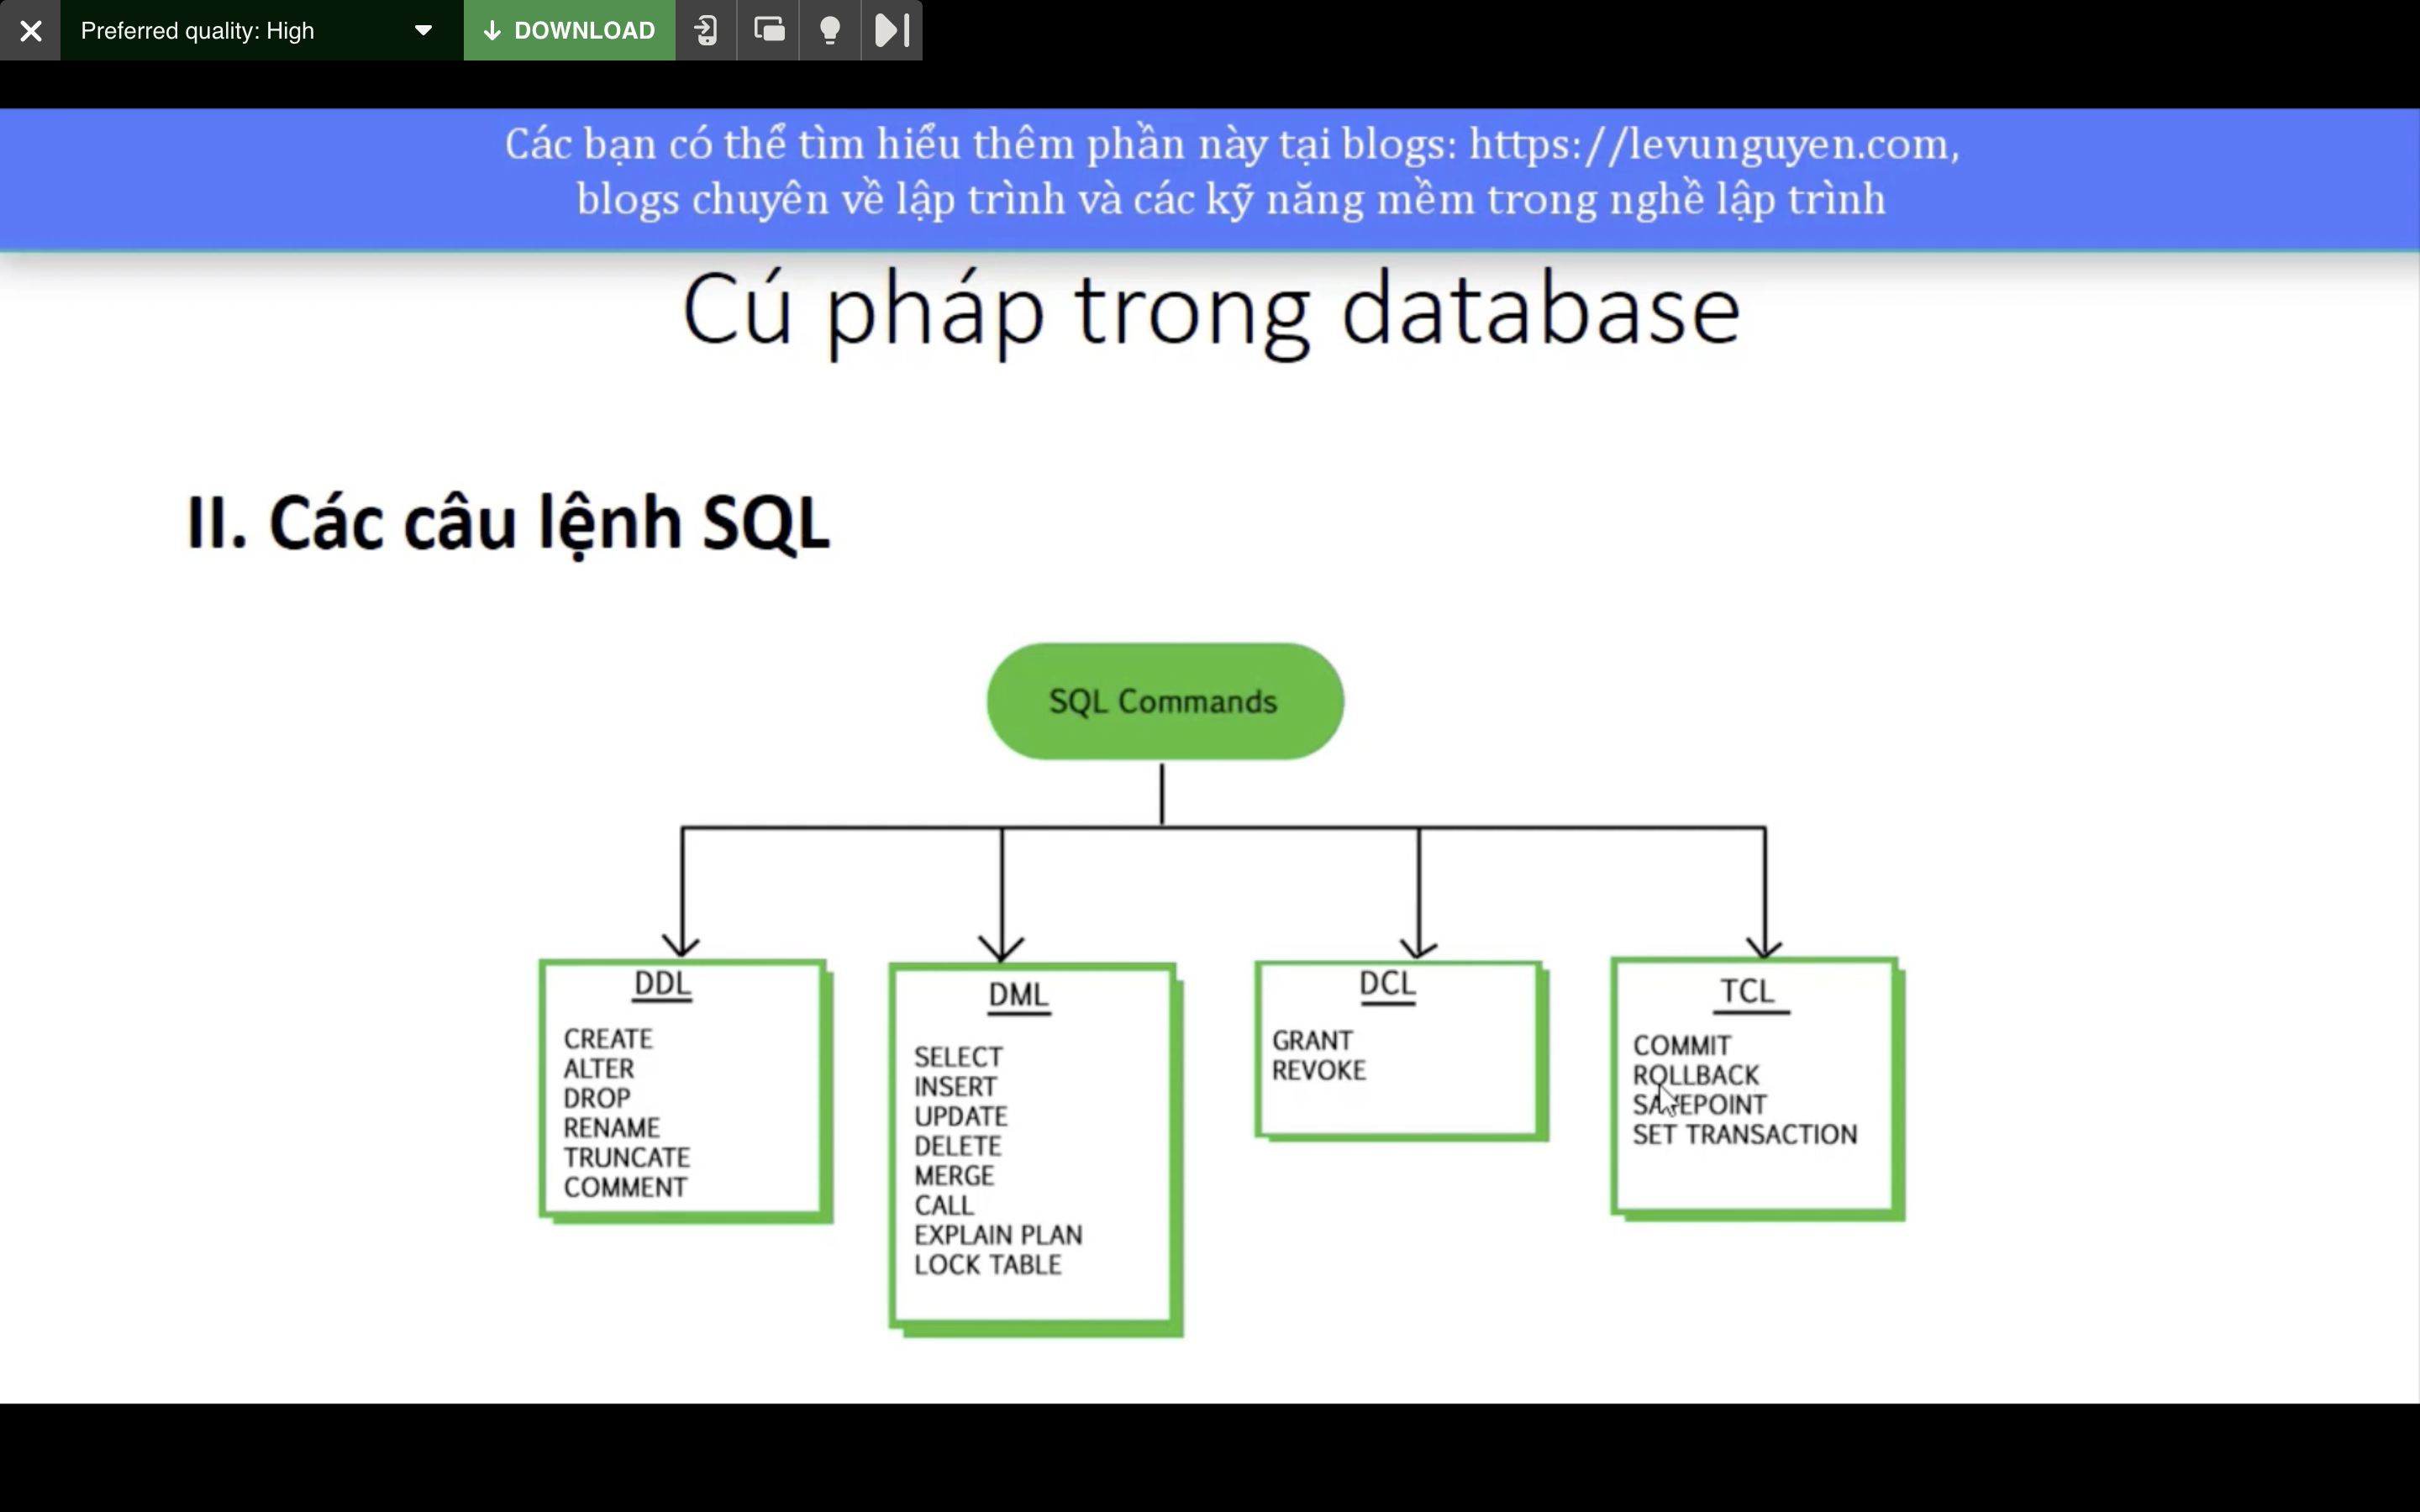 Preferred quality: High
DOWNLOAD
Các bạn có thể tìm hiểu thêm phần này tại blogs: https://levunguyen.com,
blogs chuyên về lập trình và các kỹ năng mềm trong nghề lập trình
Cú pháp trong database
II. Các câu lệnh SQL
SQL Commands
DDL
CREATE
ALTER
DROP
RENAME
TRUNCATE
COMMENT
DML
SELECT
INSERT
UPDATE
DELETE
MERGE
CALL
EXPLAIN PLAN
LOCK TABLE
DCL
GRANT
REVOKE
TCL
COMMIT
ROLLBACK
SAVEPOINT
SET TRANSACTION